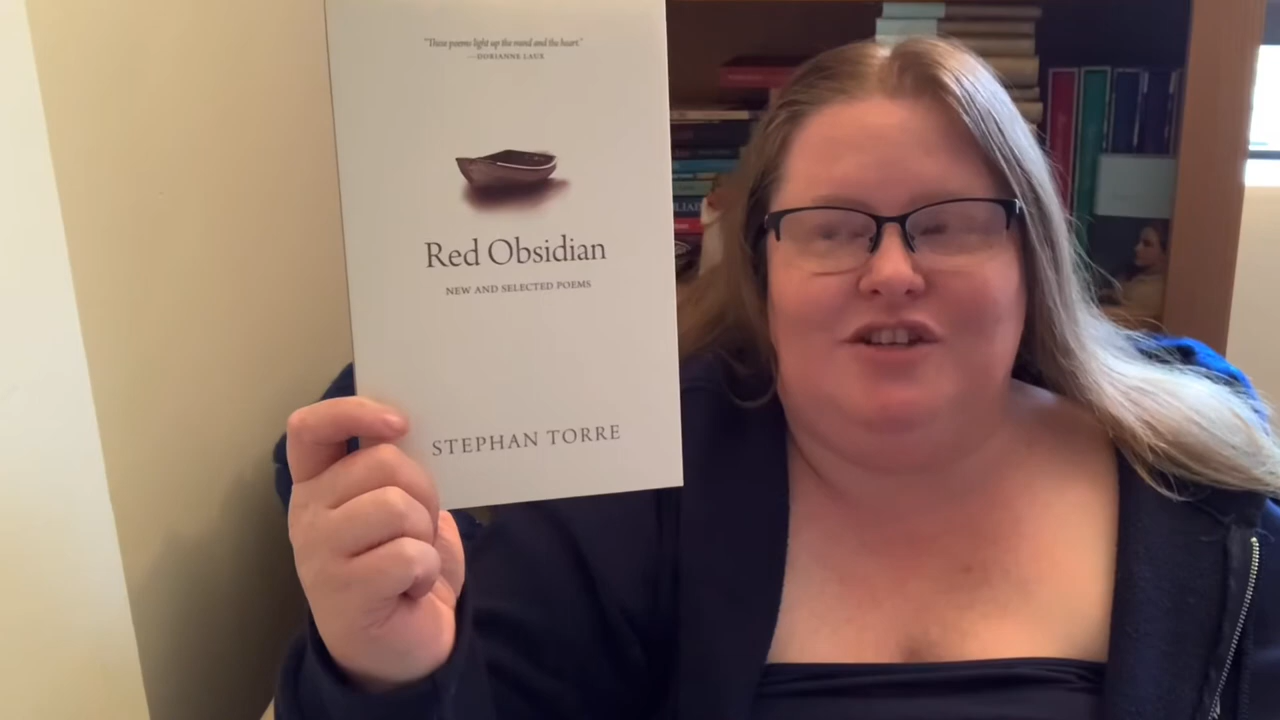 "These poems light up the mind and the heart."
—DORIANNE LAUX
Red Obsidian
NEW AND SELECTED POEMS
STEPHAN TORRE